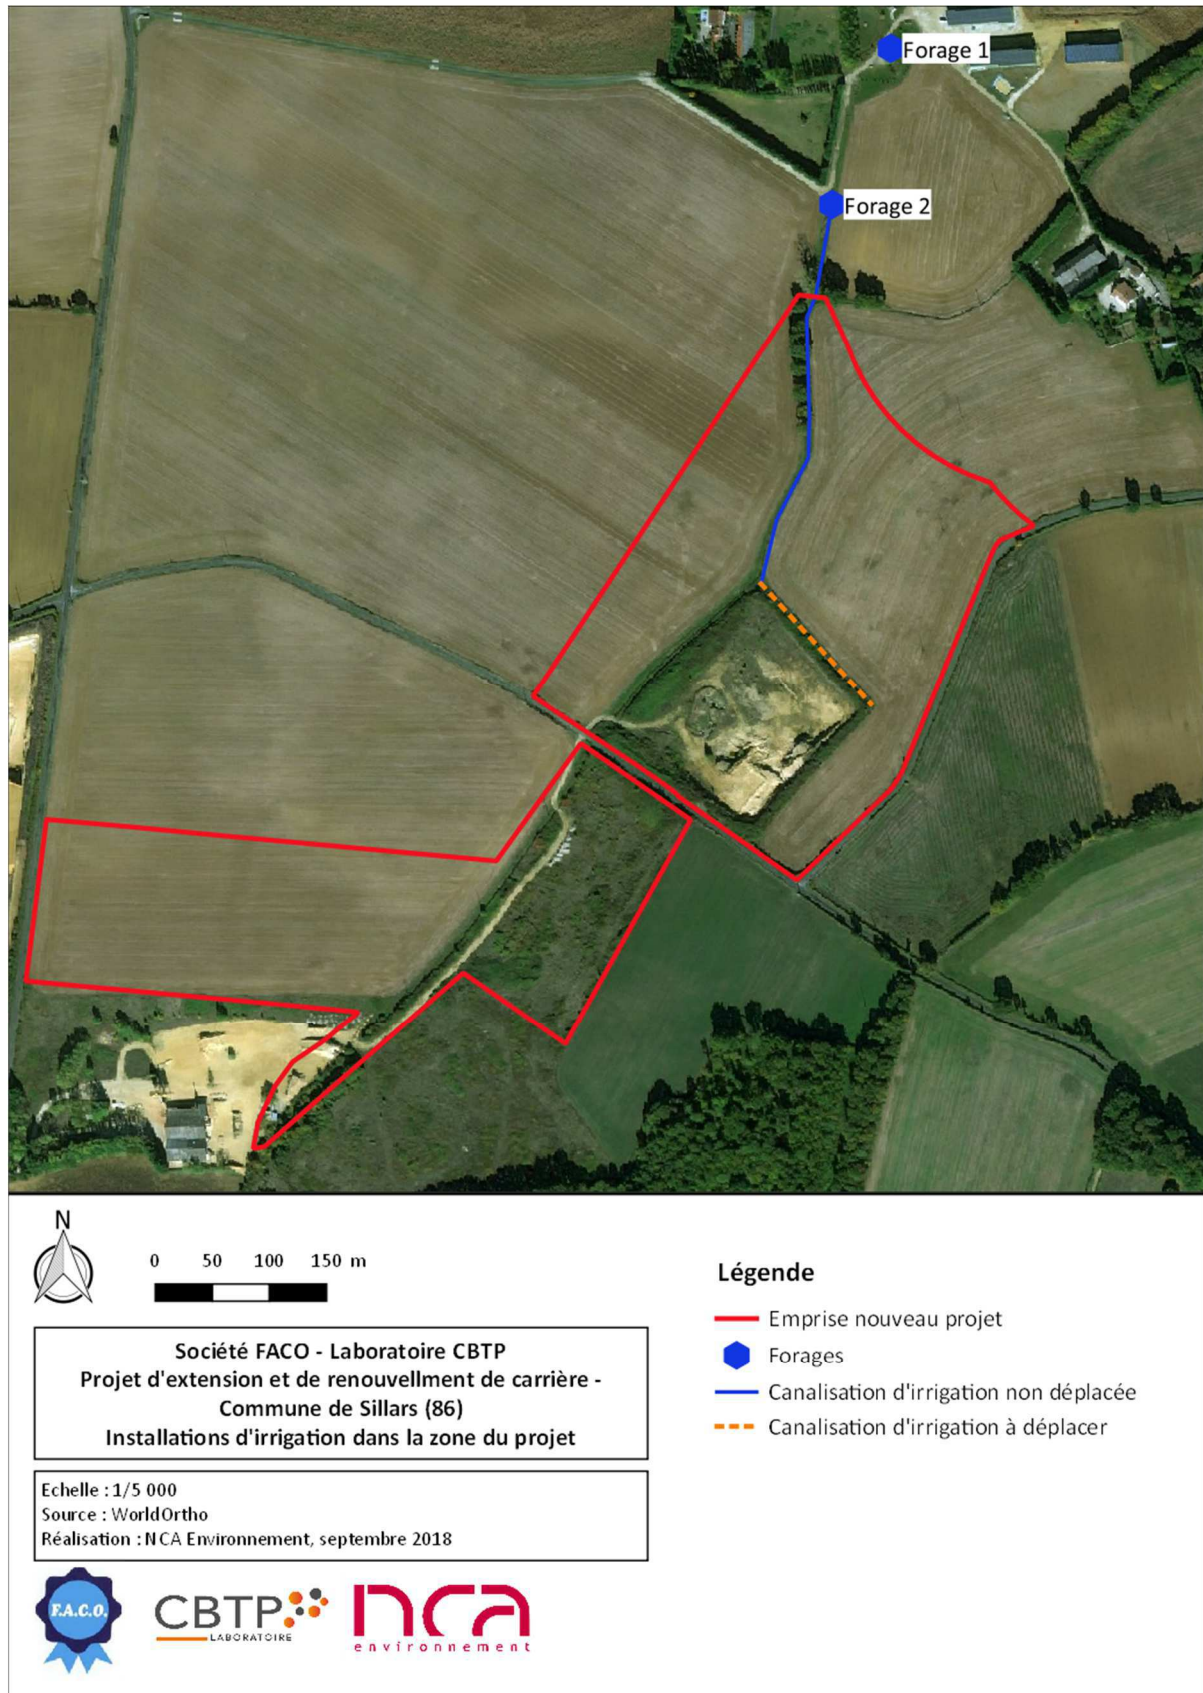 Forage 1
Forage 2
N
0 50 100 150 m
Société FACO - Laboratoire CBTP
Projet d'extension et de renouvellment de carrière -
Commune de Sillars (86)
Installations d'irrigation dans la zone du projet
Echelle : 1/5 000
Source : WorldOrtho
Réalisation : NCA Environnement, septembre 2018
Légende
Emprise nouveau projet
Forages
Canalisation d'irrigation non déplacée
Canalisation d'irrigation à déplacer
F.A.C.O.
CBTP
LABORATOIRE
nca
environnement